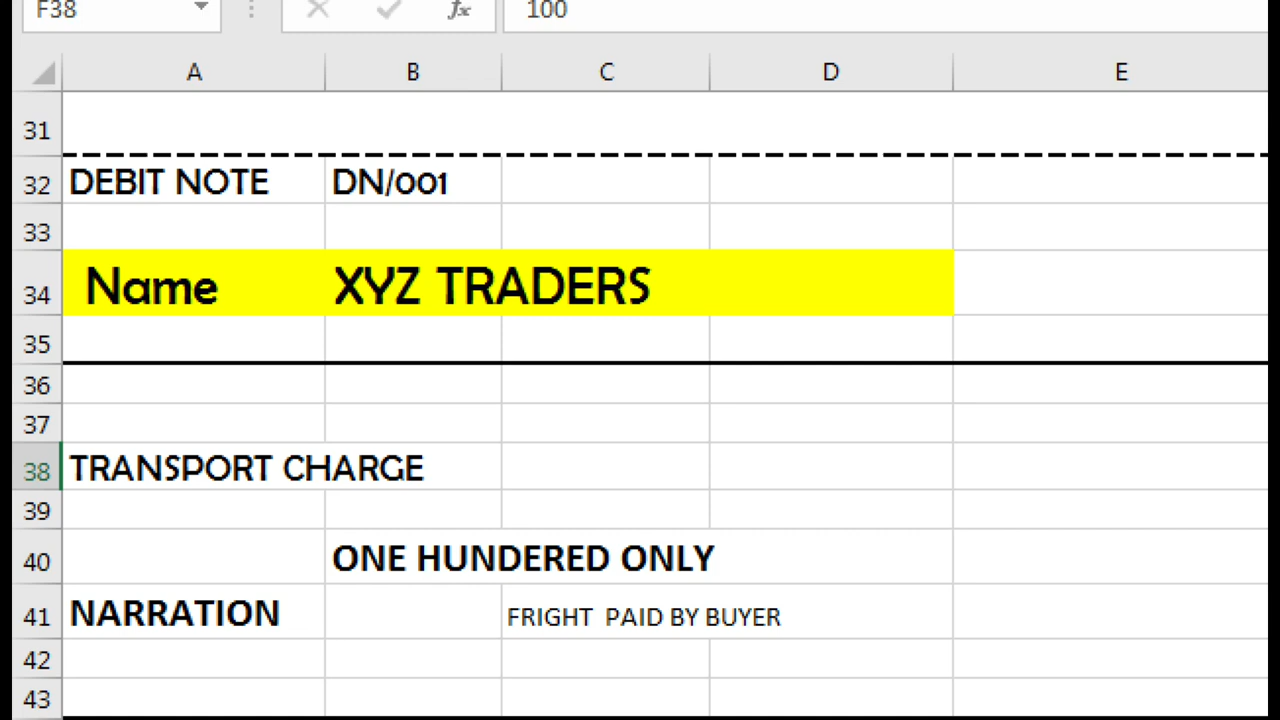 F38 fx 100
A B C D E
31
32 DEBIT NOTE DN/001
33
34 Name XYZ TRADERS
35
36
37
38 TRANSPORT CHARGE
39
40 ONE HUNDERED ONLY
41 NARRATION FRIGHT PAID BY BUYER
42
43